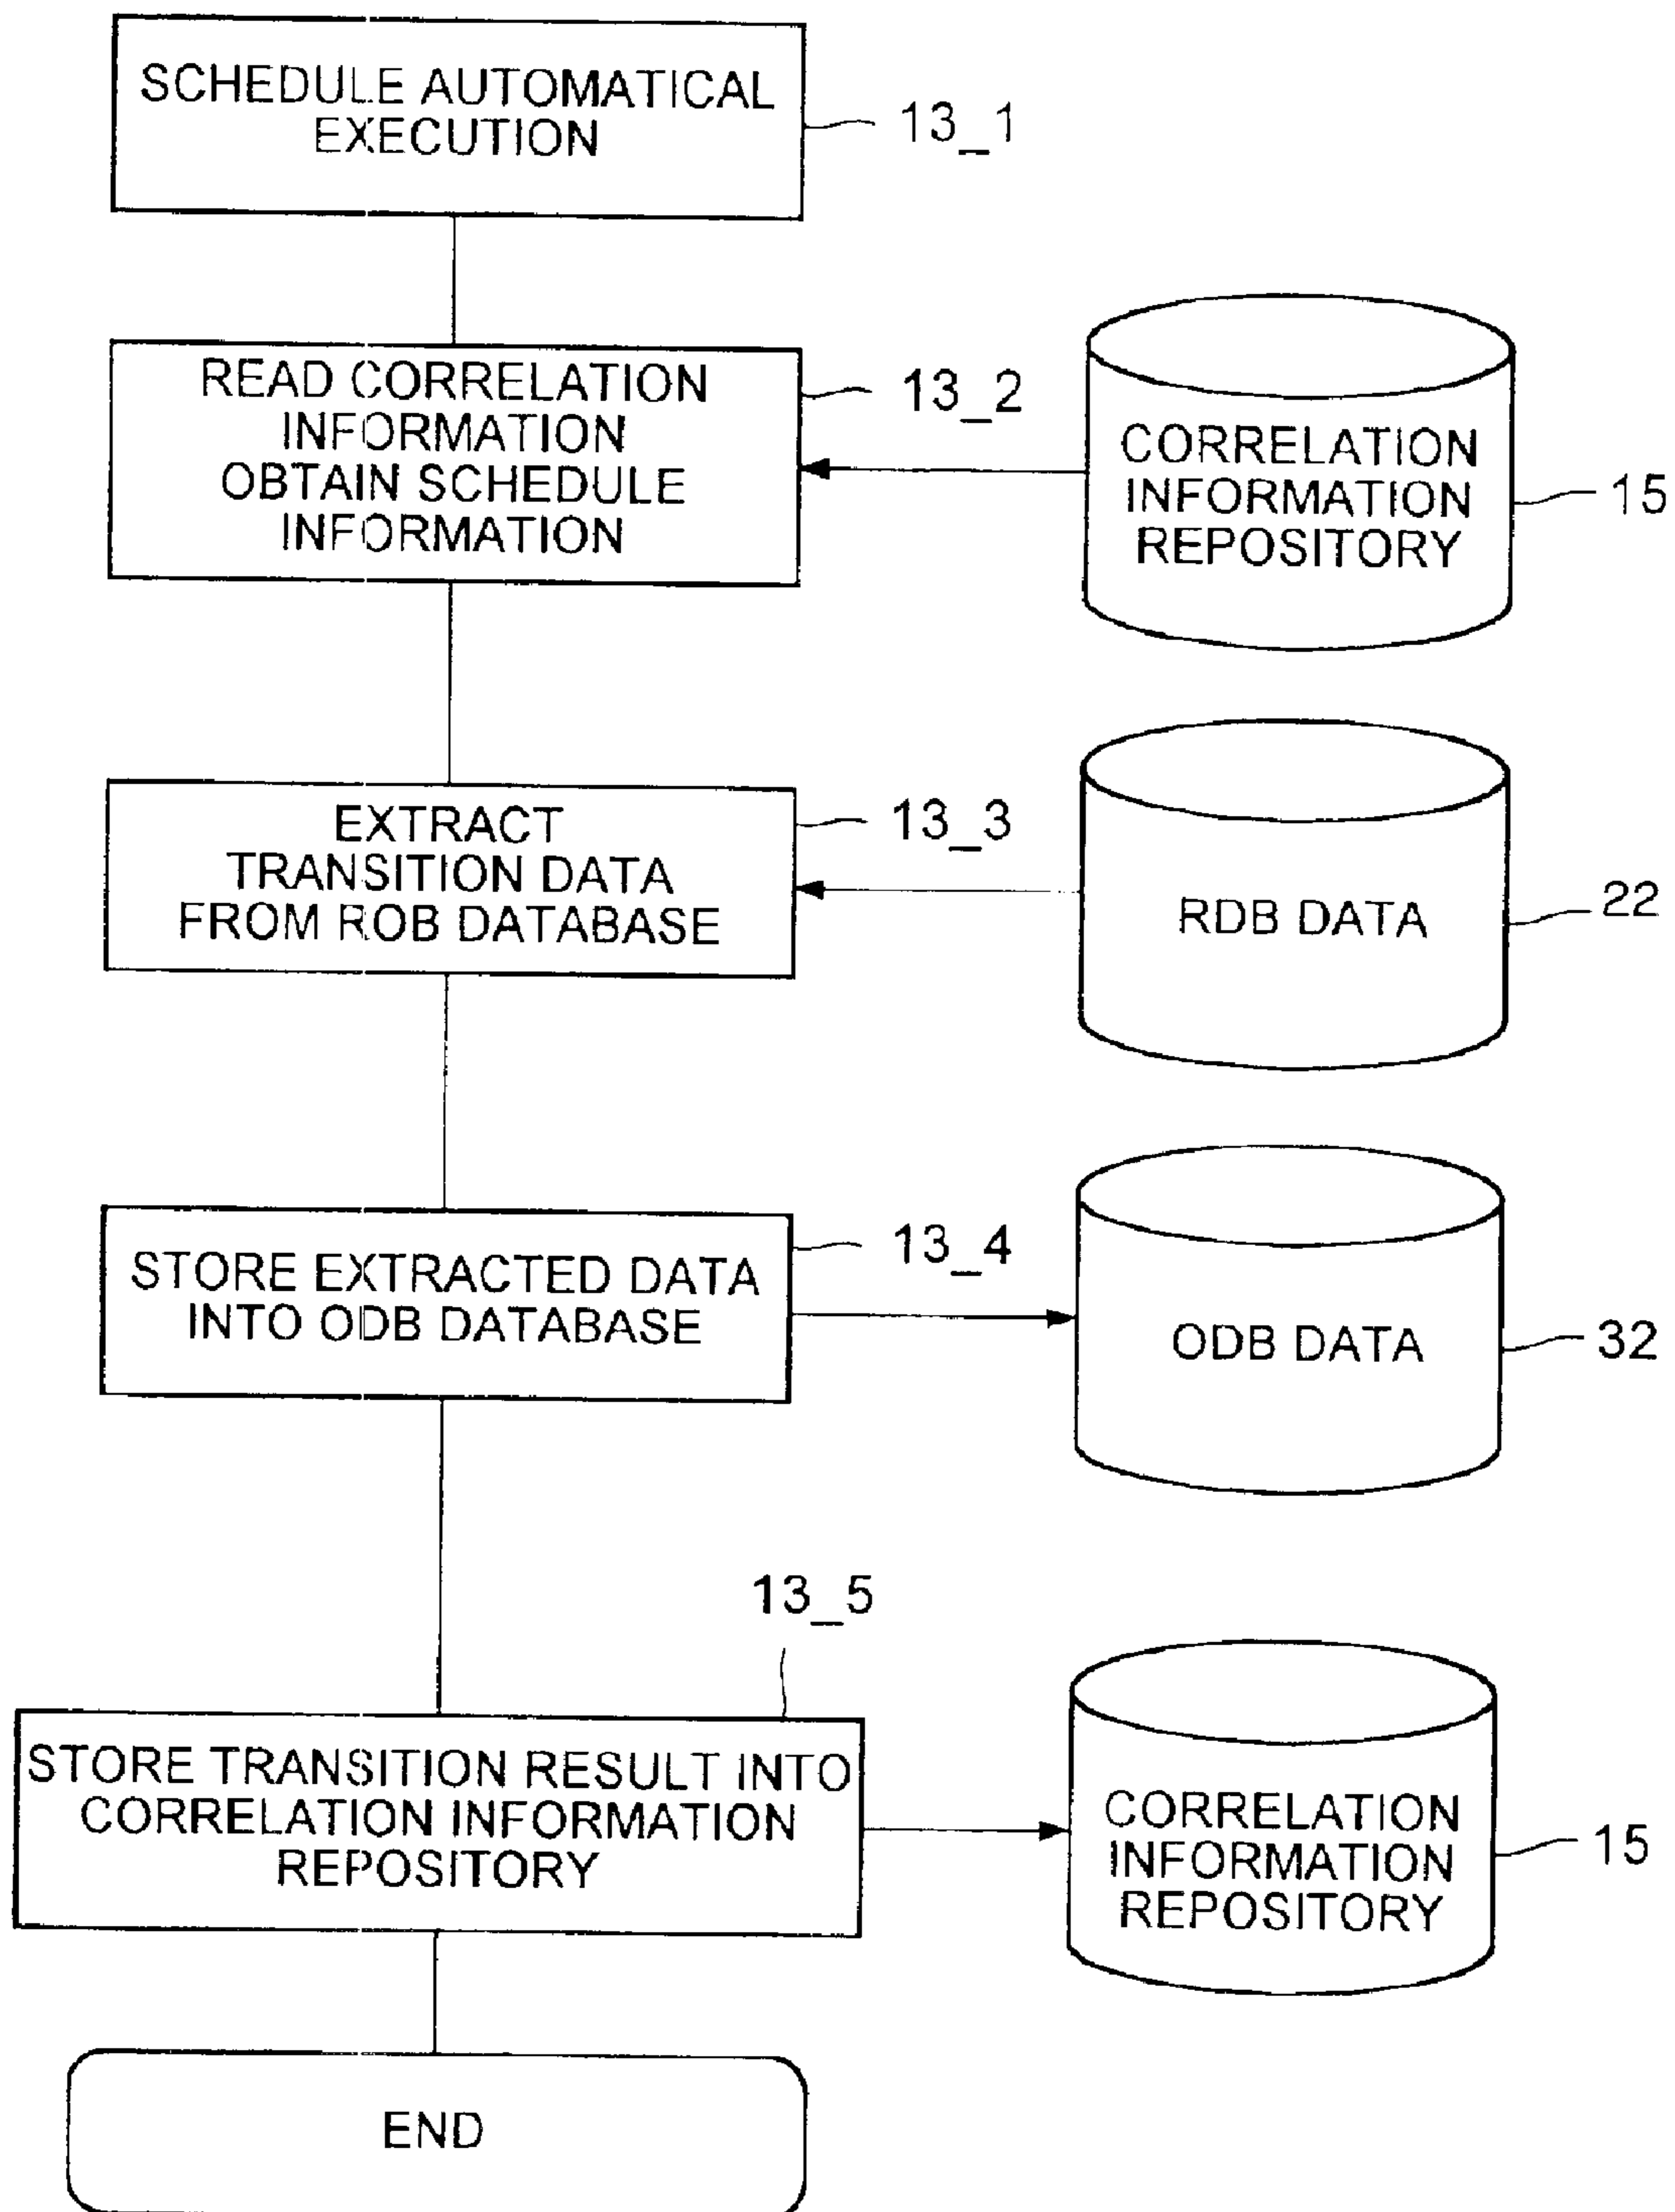 SCHEDULE AUTOMATICAL
EXECUTION
13_1
READ CORRELATION
INFORMATION
OBTAIN SCHEDULE
INFORMATION
13_2
CORRELATION
INFORMATION
REPOSITORY
15
EXTRACT
TRANSITION DATA
FROM ROB DATABASE
13_3
RDB DATA
22
STORE EXTRACTED DATA
INTO ODB DATABASE
13_4
ODB DATA
32
13_5
STORE TRANSITION RESULT INTO
CORRELATION INFORMATION
REPOSITORY
CORRELATION
INFORMATION
REPOSITORY
15
END